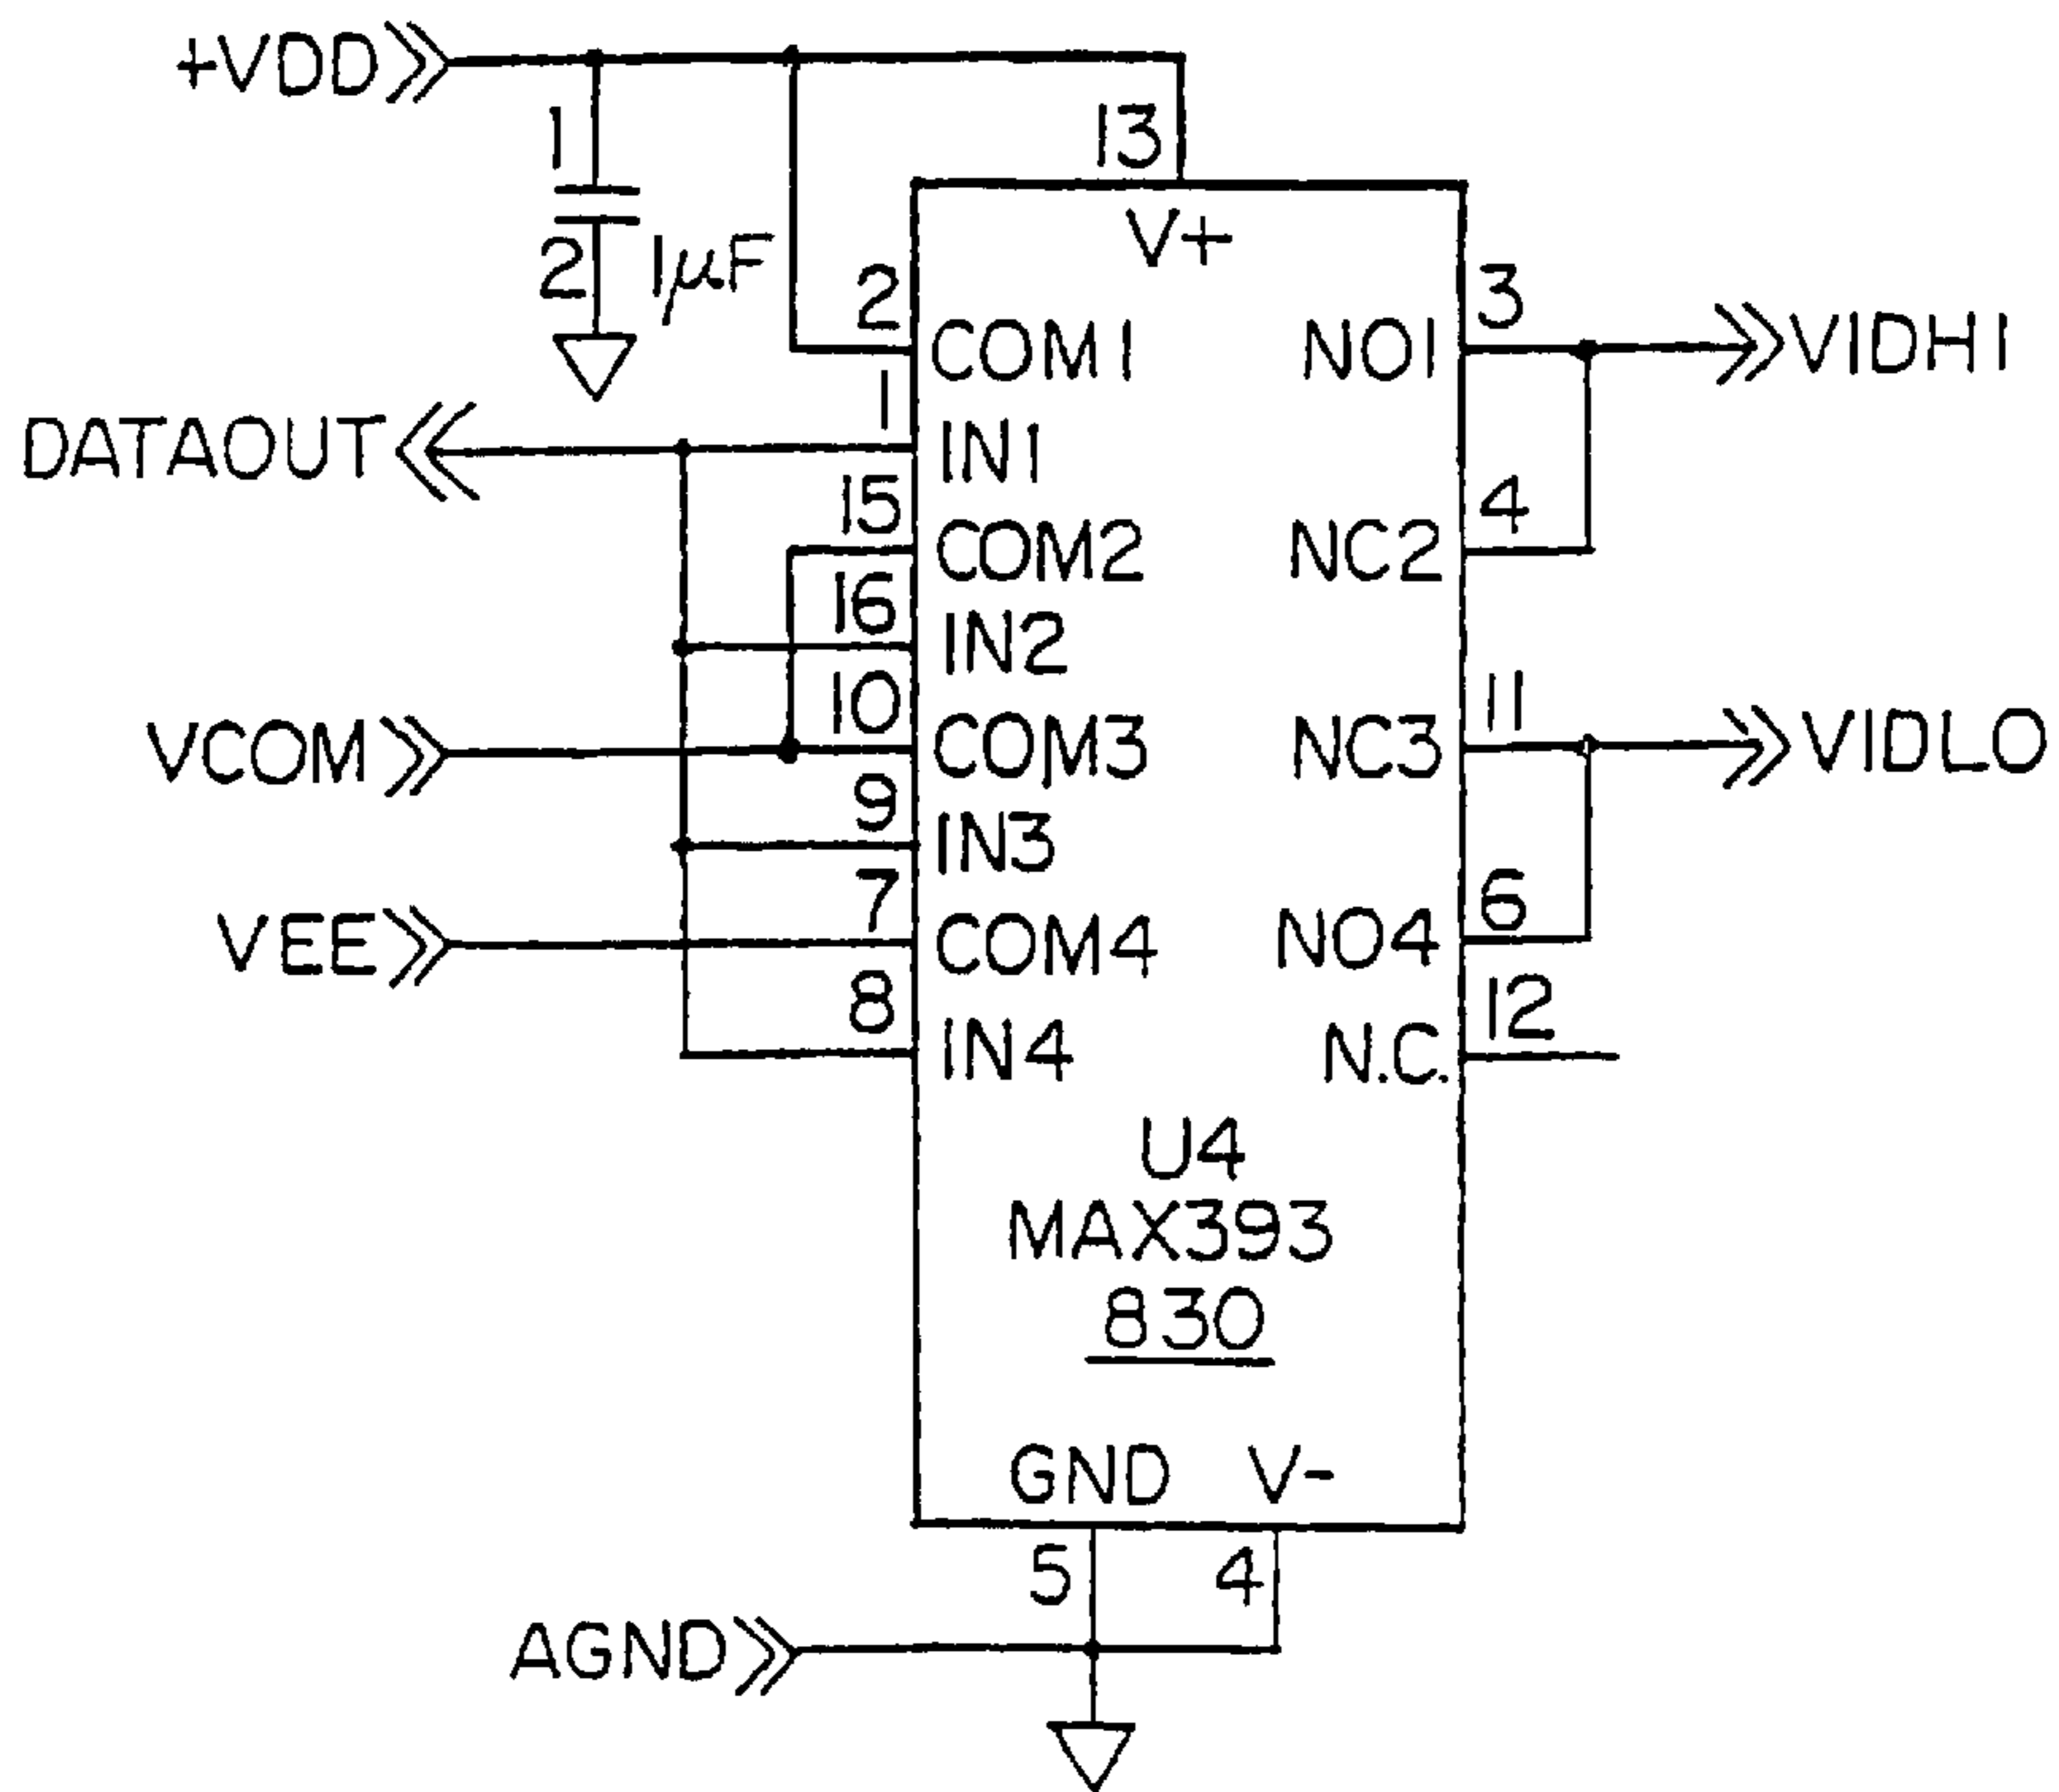 +VDD
1
13
V+
2
1μF
2
COM1
NO1
3
VIDHI
DATAOUT
1
IN1
15
COM2
NC2
4
16
IN2
VCOM
10
COM3
NC3
11
VIDLO
9
IN3
VEE
7
COM4
NO4
6
8
IN4
N.C.
12
U4
MAX393
830
GND V-
5
4
AGND